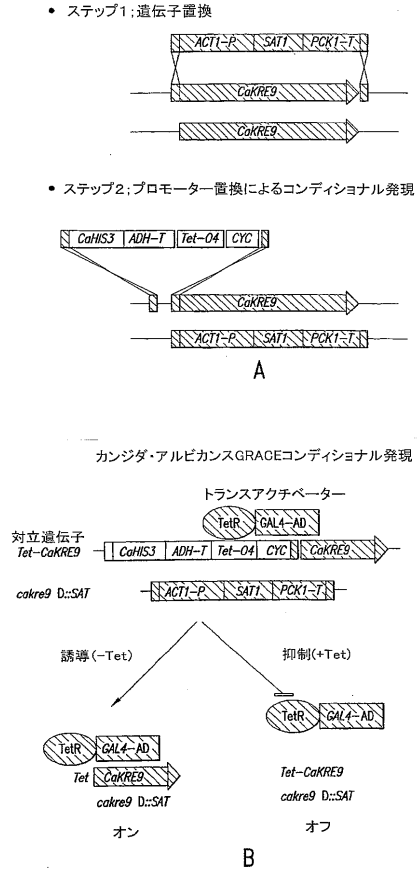 • ステップ1;遺伝子置換
ACT1-P SAT1 PCK1-T
CaKRE9
CaKRE9
• ステップ2;プロモーター置換によるコンディショナル発現
CaHIS3 ADH-T Tet-O4 CYC
CaKRE9
ACT1-P SAT1 PCK1-T
A
カンジダ・アルビカンスGRACEコンディショナル発現
トランスアクチベーター
TetR GAL4-AD
対立遺伝子
Tet-CaKRE9
CaHIS3 ADH-T Tet-O4 CYC CaKRE9
cakre9 D::SAT
ACT1-P SAT1 PCK1-T
誘導(-Tet)
抑制(+Tet)
TetR GAL4-AD
TetR GAL4-AD
Tet CaKRE9
Tet-CaKRE9
cakre9 D::SAT
cakre9 D::SAT
オン
オフ
B